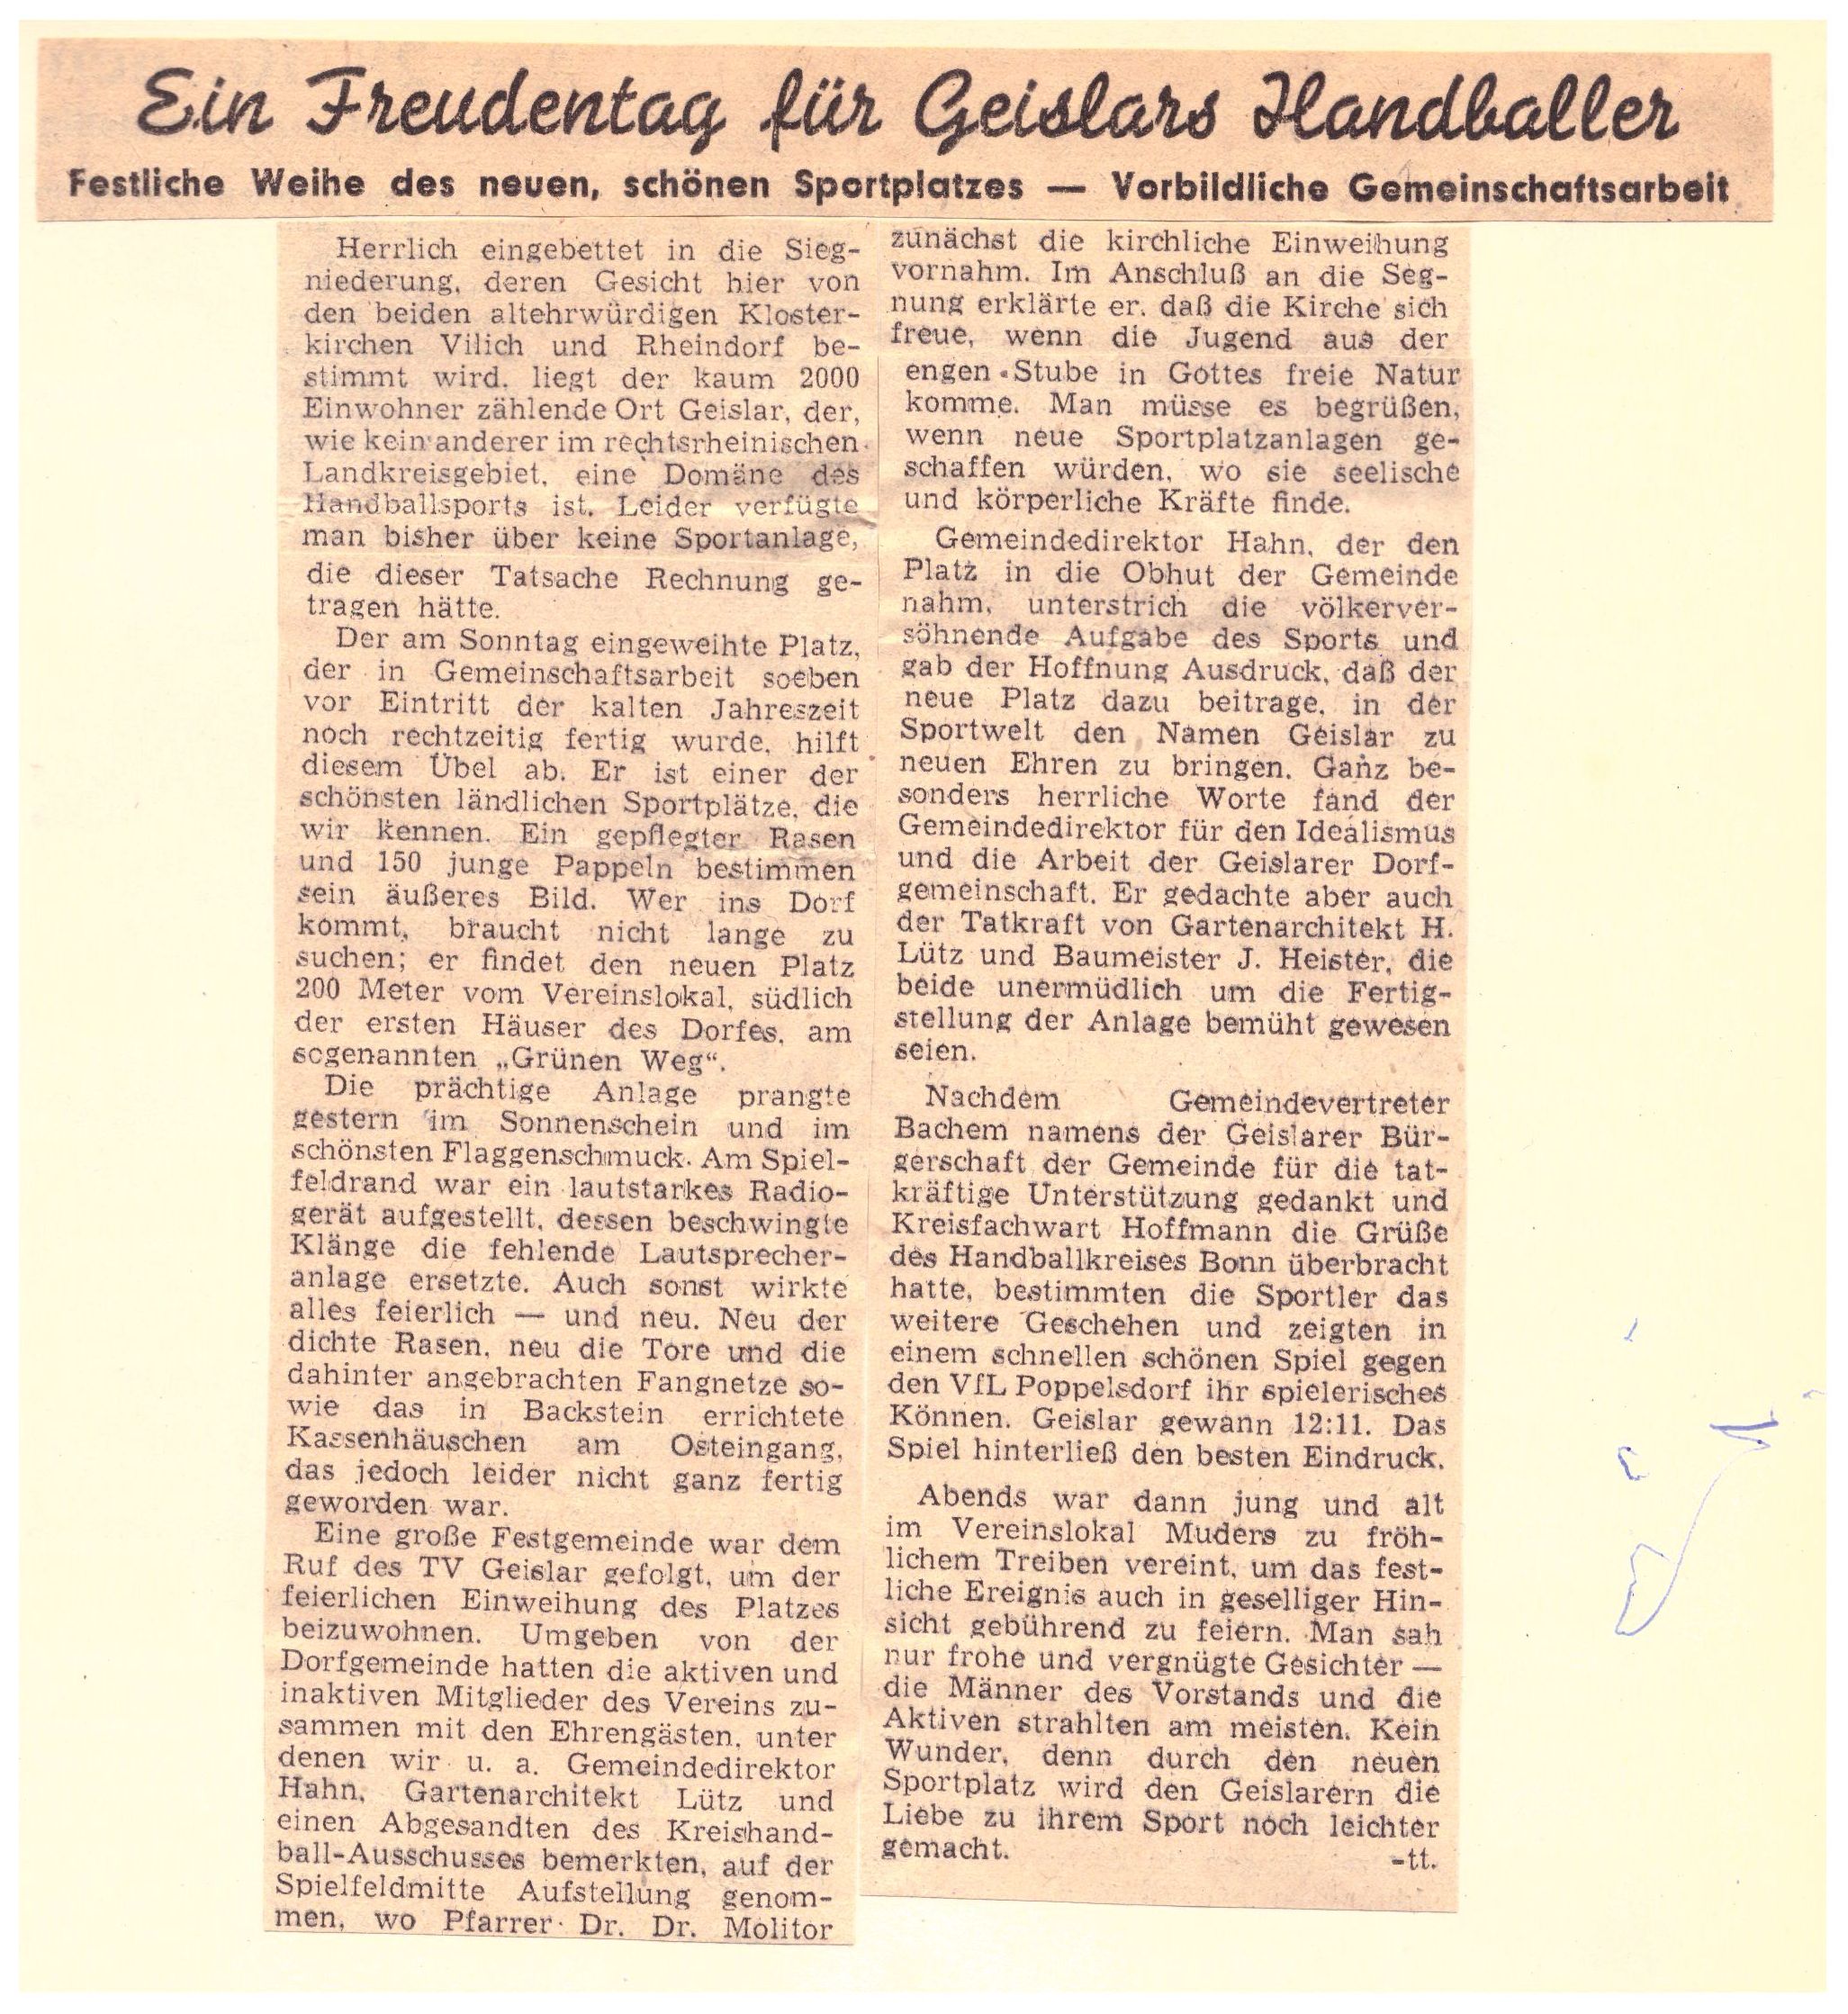 Ein Freudentag für Geislars Handballer
Festliche Weihe des neuen, schönen Sportplatzes — Vorbildliche Gemeinschaftsarbeit
Herrlich eingebettet in die Sieg-
niederung, deren Gesicht hier von
den beiden altehrwürdigen Kloster-
kirchen Vilich und Rheindorf be-
stimmt wird, liegt der kaum 2000
Einwohner zählende Ort Geislar, der,
wie kein anderer im rechtsrheinischen
Landkreisgebiet, eine Domäne des
Handballsports ist. Leider verfügte
man bisher über keine Sportanlage,
die dieser Tatsache Rechnung ge-
tragen hätte.
Der am Sonntag eingeweihte Platz,
der in Gemeinschaftsarbeit soeben
vor Eintritt der kalten Jahreszeit
noch rechtzeitig fertig wurde, hilft
diesem Übel ab. Er ist einer der
schönsten ländlichen Sportplätze, die
wir kennen. Ein gepflegter Rasen
und 150 junge Pappeln bestimmen
sein äußeres Bild. Wer ins Dorf
kommt, braucht nicht lange zu
suchen; er findet den neuen Platz
200 Meter vom Vereinslokal, südlich
der ersten Häuser des Dorfes, am
sogenannten „Grünen Weg“.
Die prächtige Anlage prangte
gestern im Sonnenschein und im
schönsten Flaggenschmuck. Am Spiel-
feldrand war ein lautstarkes Radio-
gerät aufgestellt, dessen beschwingte
Klänge die fehlende Lautsprecher-
anlage ersetzte. Auch sonst wirkte
alles feierlich — und neu. Neu der
dichte Rasen, neu die Tore und die
dahinter angebrachten Fangnetze so-
wie das in Backstein errichtete
Kassenhäuschen am Osteingang,
das jedoch leider nicht ganz fertig
geworden war.
Eine große Festgemeinde war dem
Ruf des TV Geislar gefolgt, um der
feierlichen Einweihung des Platzes
beizuwohnen. Umgeben von der
Dorfgemeinde hatten die aktiven und
inaktiven Mitglieder des Vereins zu-
sammen mit den Ehrengästen, unter
denen wir u. a. Gemeindedirektor
Hahn, Gartenarchitekt Lütz und
einen Abgesandten des Kreishand-
ball-Ausschusses bemerkten, auf der
Spielfeldmitte Aufstellung genom-
men, wo Pfarrer Dr. Dr. Molitor
zunächst die kirchliche Einweihung
vornahm. Im Anschluß an die Seg-
nung erklärte er, daß die Kirche sich
freue, wenn die Jugend aus der
engen Stube in Gottes freie Natur
komme. Man müsse es begrüßen,
wenn neue Sportplatzanlagen ge-
schaffen würden, wo sie seelische
und körperliche Kräfte finde.
Gemeindedirektor Hahn, der den
Platz in die Obhut der Gemeinde
nahm, unterstrich die völkerver-
söhnende Aufgabe des Sports und
gab der Hoffnung Ausdruck, daß der
neue Platz dazu beitrage, in der
Sportwelt den Namen Geislar zu
neuen Ehren zu bringen. Ganz be-
sonders herrliche Worte fand der
Gemeindedirektor für den Idealismus
und die Arbeit der Geislarer Dorf-
gemeinschaft. Er gedachte aber auch
der Tatkraft von Gartenarchitekt H.
Lütz und Baumeister J. Heister, die
beide unermüdlich um die Fertig-
stellung der Anlage bemüht gewesen
seien.
Nachdem Gemeindevertreter
Bachem namens der Geislarer Bür-
gerschaft der Gemeinde für die tat-
kräftige Unterstützung gedankt und
Kreisfachwart Hoffmann die Grüße
des Handballkreises Bonn überbracht
hatte, bestimmten die Sportler das
weitere Geschehen und zeigten in
einem schnellen schönen Spiel gegen
den VfL Poppelsdorf ihr spielerisches
Können. Geislar gewann 12:11. Das
Spiel hinterließ den besten Eindruck.
Abends war dann jung und alt
im Vereinslokal Muders zu fröh-
lichem Treiben vereint, um das fest-
liche Ereignis auch in geselliger Hin-
sicht gebührend zu feiern. Man sah
nur frohe und vergnügte Gesichter —
die Männer des Vorstands und die
Aktiven strahlten am meisten. Kein
Wunder, denn durch den neuen
Sportplatz wird den Geislarern die
Liebe zu ihrem Sport noch leichter
gemacht. -tt.